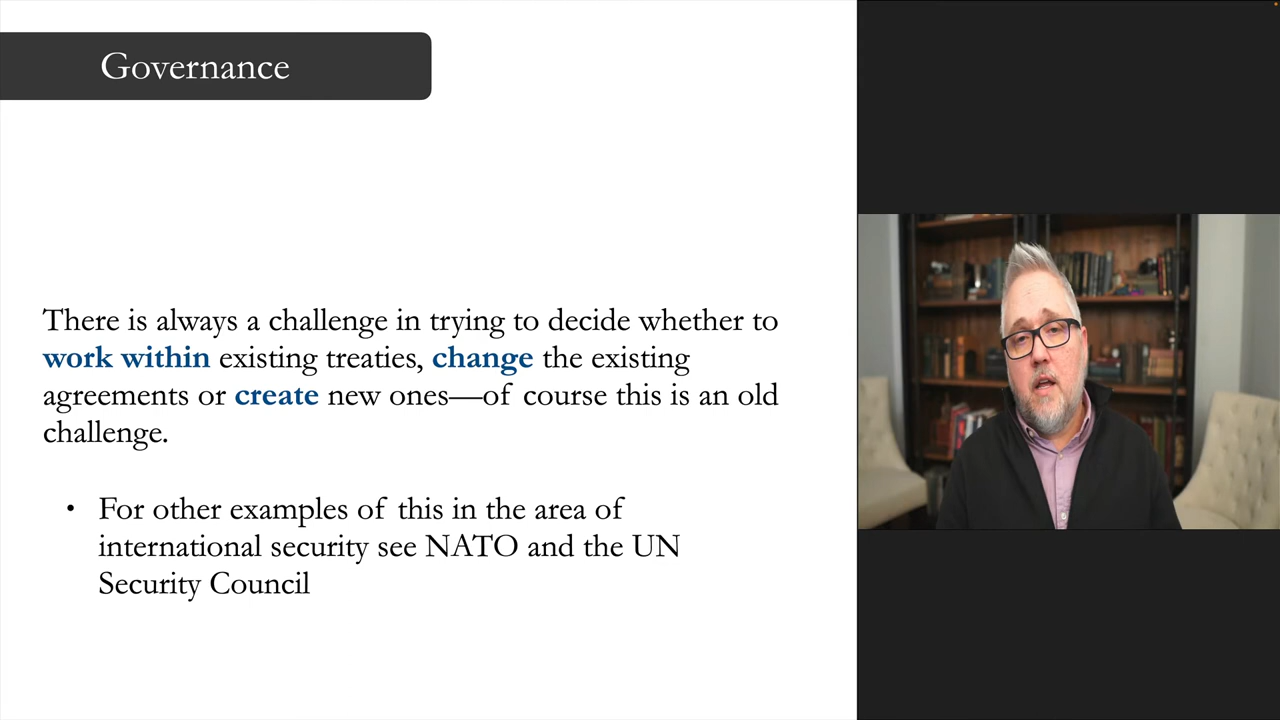 Governance
There is always a challenge in trying to decide whether to
work within existing treaties, change the existing
agreements or create new ones—of course this is an old
challenge.
• For other examples of this in the area of
international security see NATO and the UN
Security Council